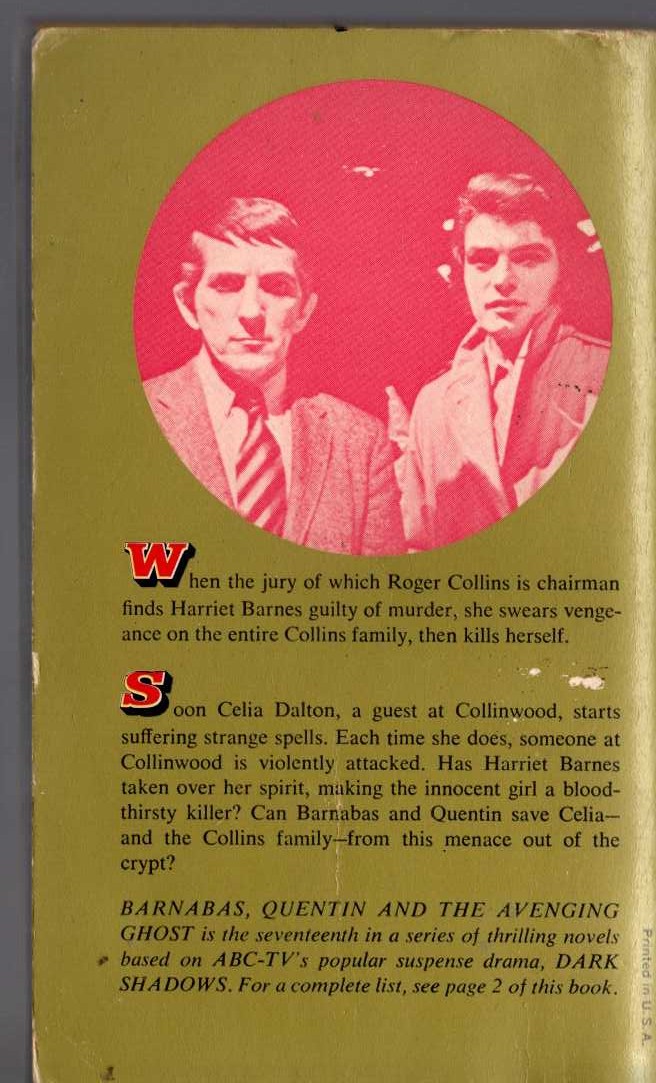 When the jury of which Roger Collins is chairman
finds Harriet Barnes guilty of murder, she swears venge-
ance on the entire Collins family, then kills herself.
Soon Celia Dalton, a guest at Collinwood, starts
suffering strange spells. Each time she does, someone at
Collinwood is violently attacked. Has Harriet Barnes
taken over her spirit, making the innocent girl a blood-
thirsty killer? Can Barnabas and Quentin save Celia—
and the Collins family—from this menace out of the
crypt?
BARNABAS, QUENTIN AND THE AVENGING
GHOST is the seventeenth in a series of thrilling novels
based on ABC-TV's popular suspense drama, DARK
SHADOWS. For a complete list, see page 2 of this book.
Printed in U.S.A.